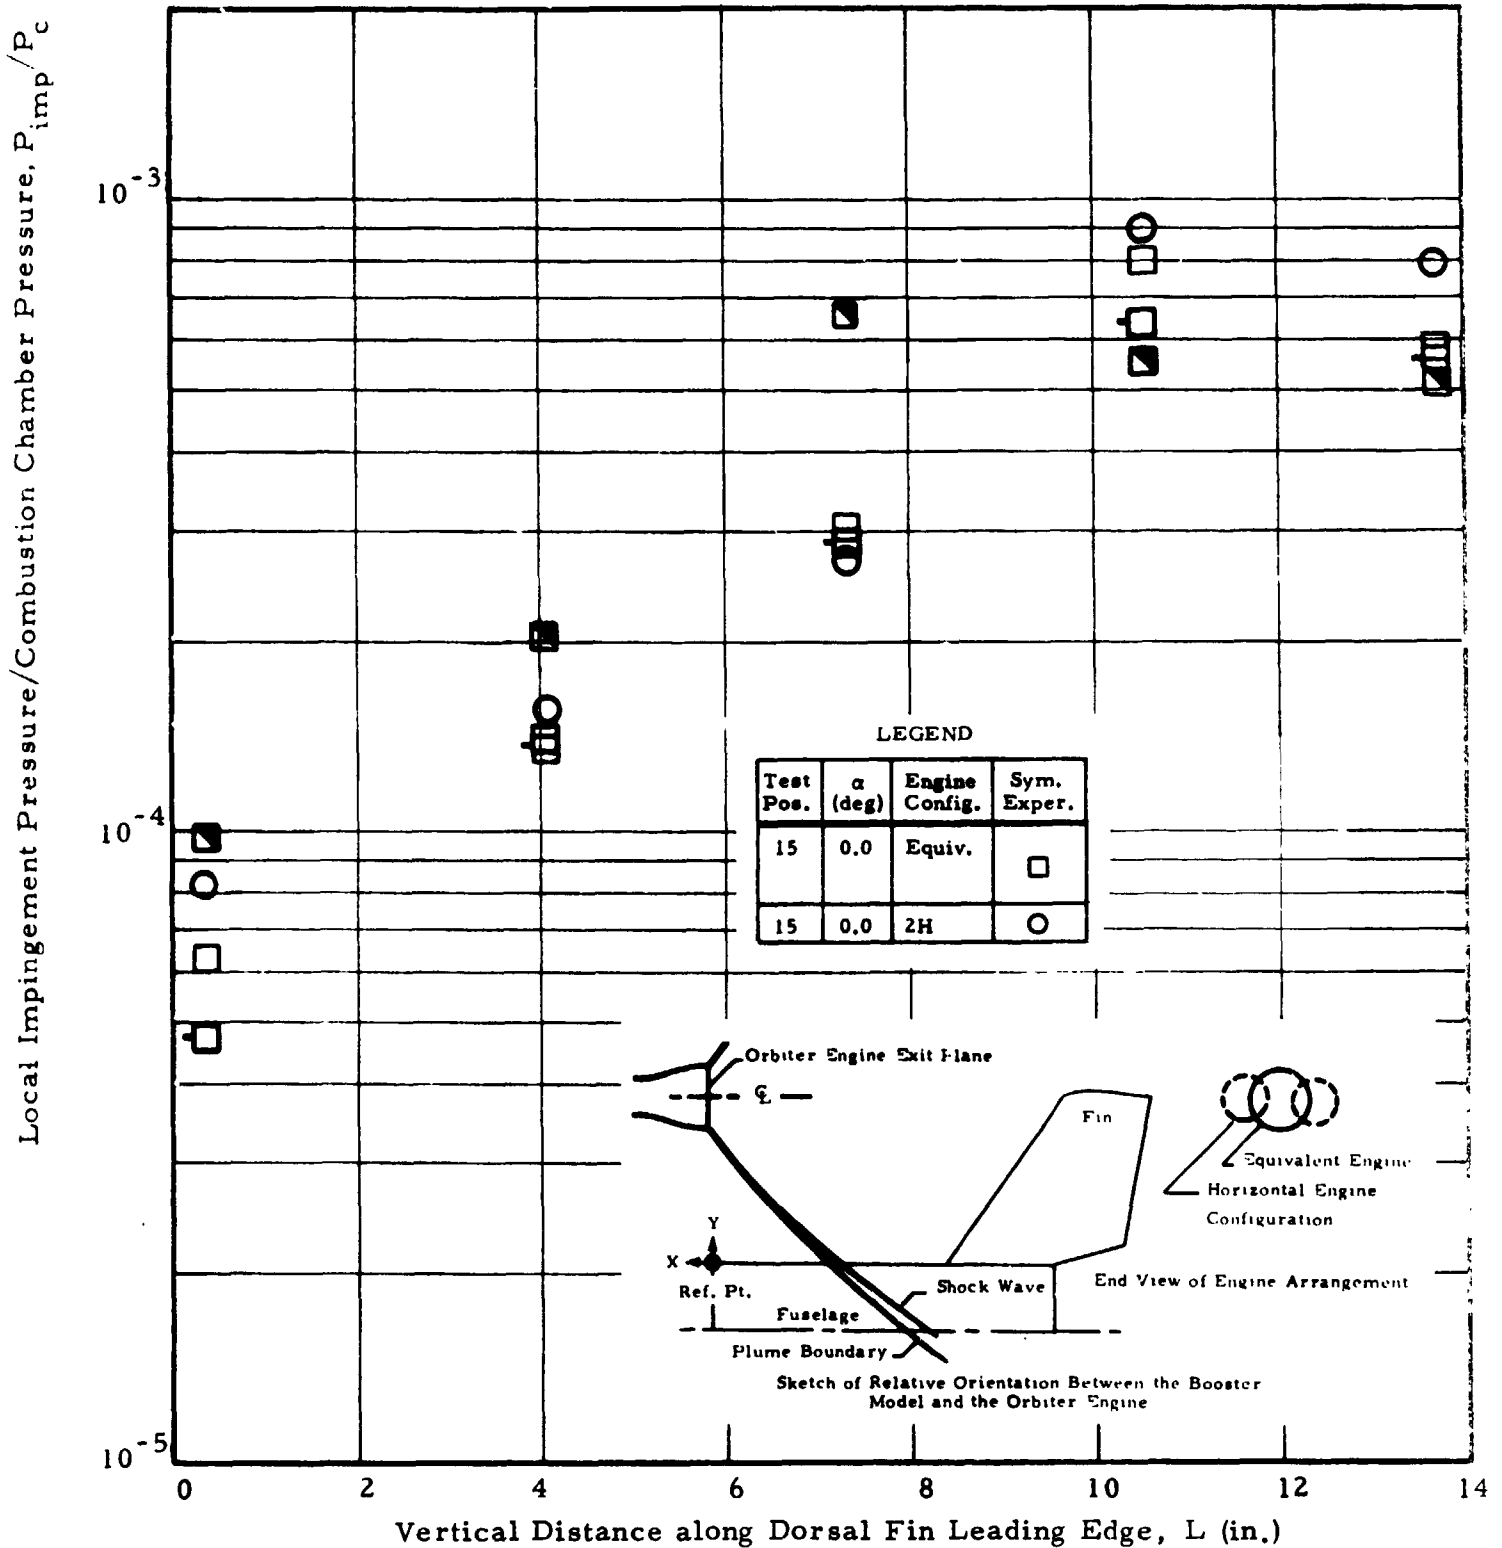 Local Impingement Pressure/Combustion Chamber Pressure, P_imp/P_c
10^-3
10^-4
10^-5
LEGEND
Test Pos. α (deg) Engine Config. Sym. Exper.
15 0.0 Equiv.
15 0.0 2H
Orbiter Engine Exit Plane
℄
Fin
Equivalent Engine
Horizontal Engine
Configuration
Y
X
Ref. Pt.
Shock Wave
End View of Engine Arrangement
Fuselage
Plume Boundary
Sketch of Relative Orientation Between the Booster
Model and the Orbiter Engine
0 2 4 6 8 10 12 14
Vertical Distance along Dorsal Fin Leading Edge, L (in.)